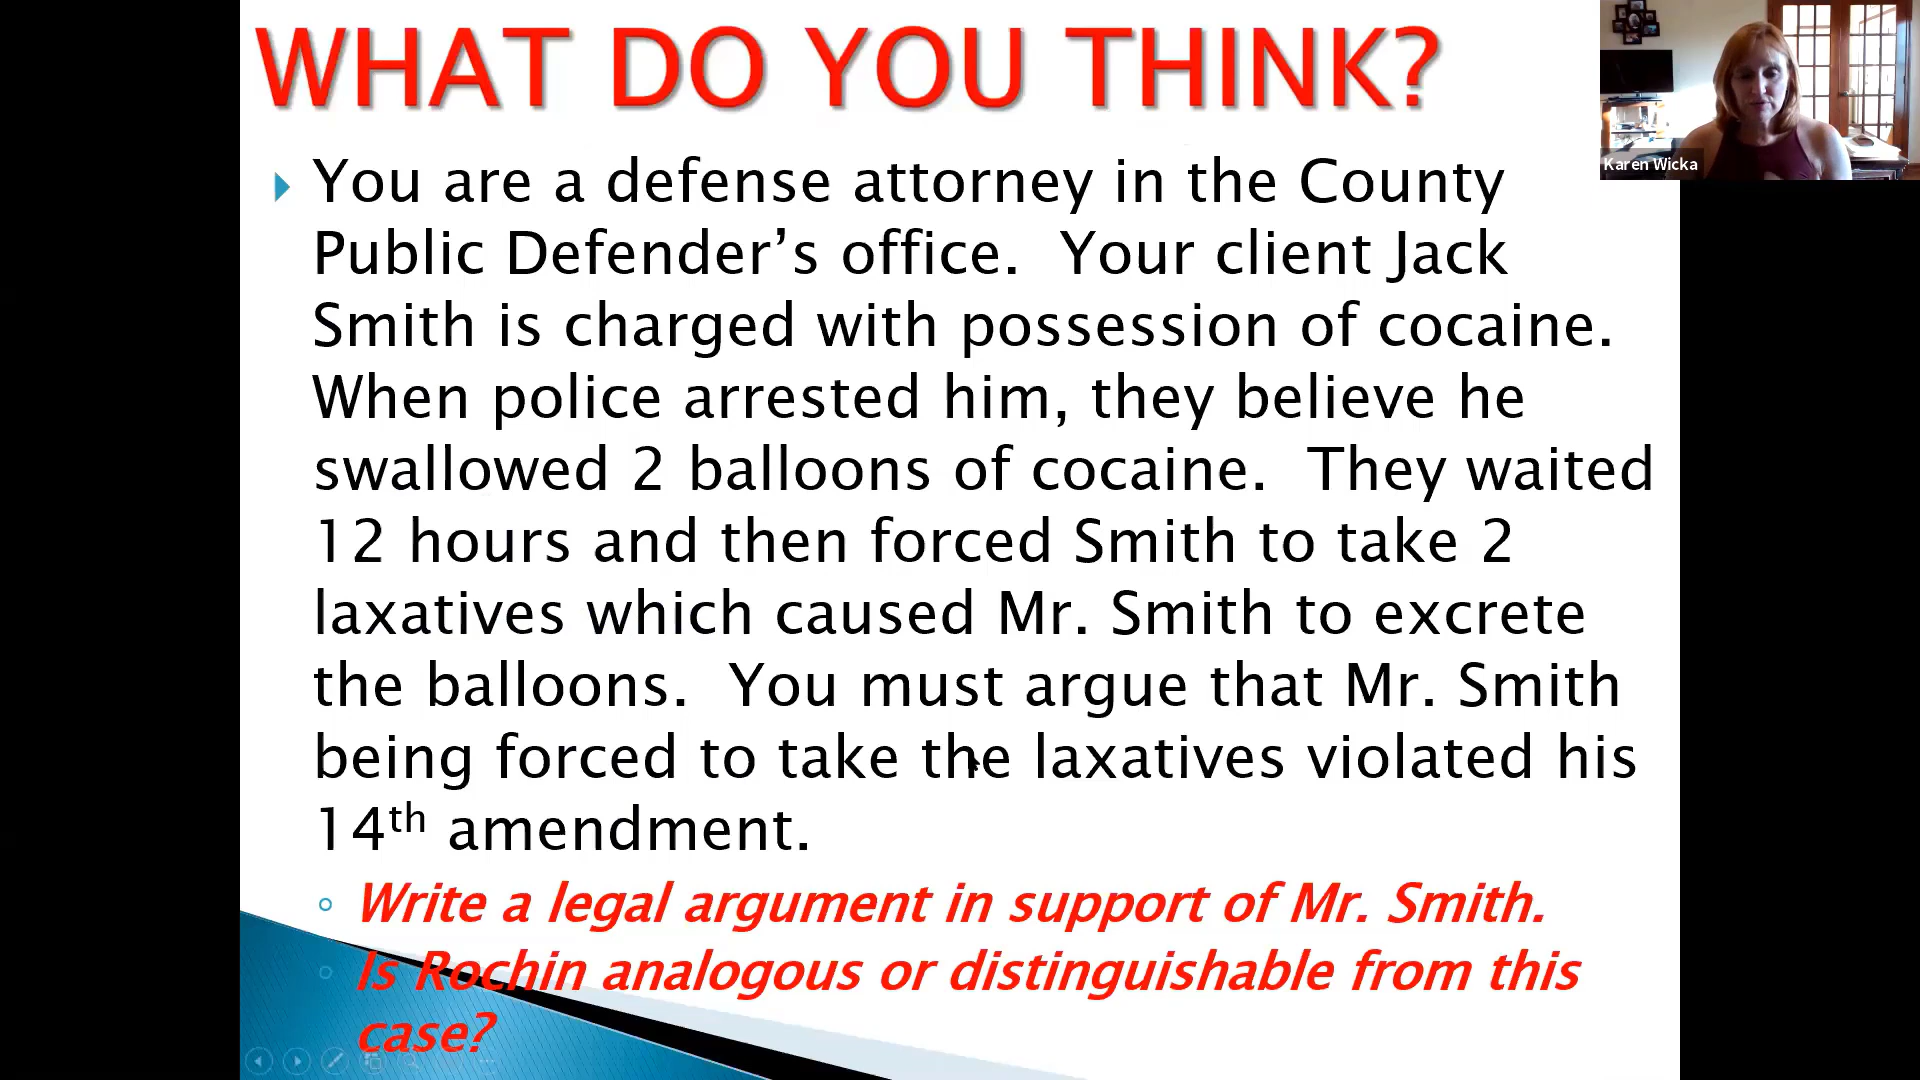 WHAT DO YOU THINK?
Karen Wicka
You are a defense attorney in the County
Public Defender’s office.  Your client Jack
Smith is charged with possession of cocaine.
When police arrested him, they believe he
swallowed 2 balloons of cocaine.  They waited
12 hours and then forced Smith to take 2
laxatives which caused Mr. Smith to excrete
the balloons.  You must argue that Mr. Smith
being forced to take the laxatives violated his
14th amendment.
Write a legal argument in support of Mr. Smith.
Is Rochin analogous or distinguishable from this
case?